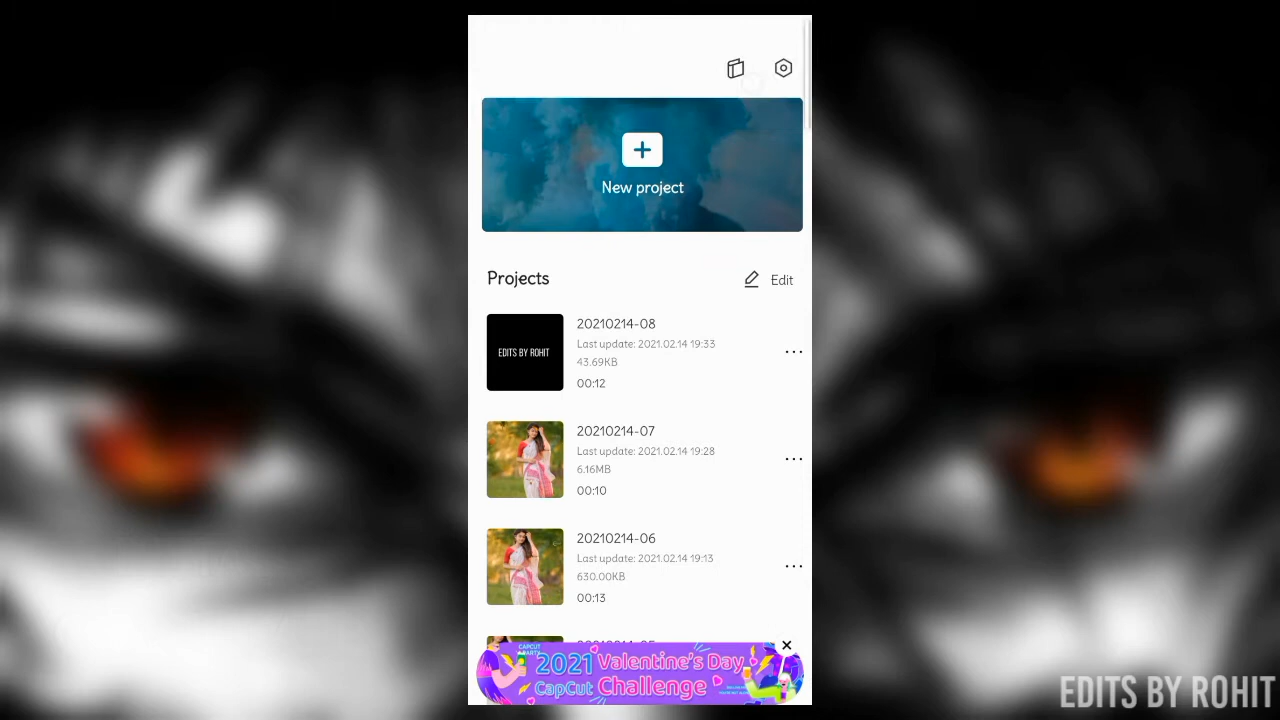 New project
Projects
Edit
EDITS BY ROHIT
20210214-08
Last update: 2021.02.14 19:33
43.69KB
00:12
20210214-07
Last update: 2021.02.14 19:28
6.16MB
00:10
20210214-06
Last update: 2021.02.14 19:13
630.00KB
00:13
CAPCUT
PARTY
2021 Valentine's Day
CapCut Challenge
EDITS BY ROHIT